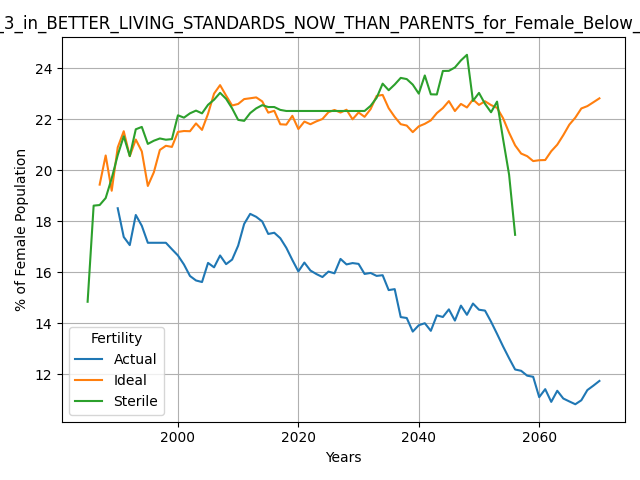 _3_in_BETTER_LIVING_STANDARDS_NOW_THAN_PARENTS_for_Female_Below_
24
22
20
18
16
14
12
% of Female Population
Fertility
Actual
Ideal
Sterile
2000
2020
2040
2060
Years